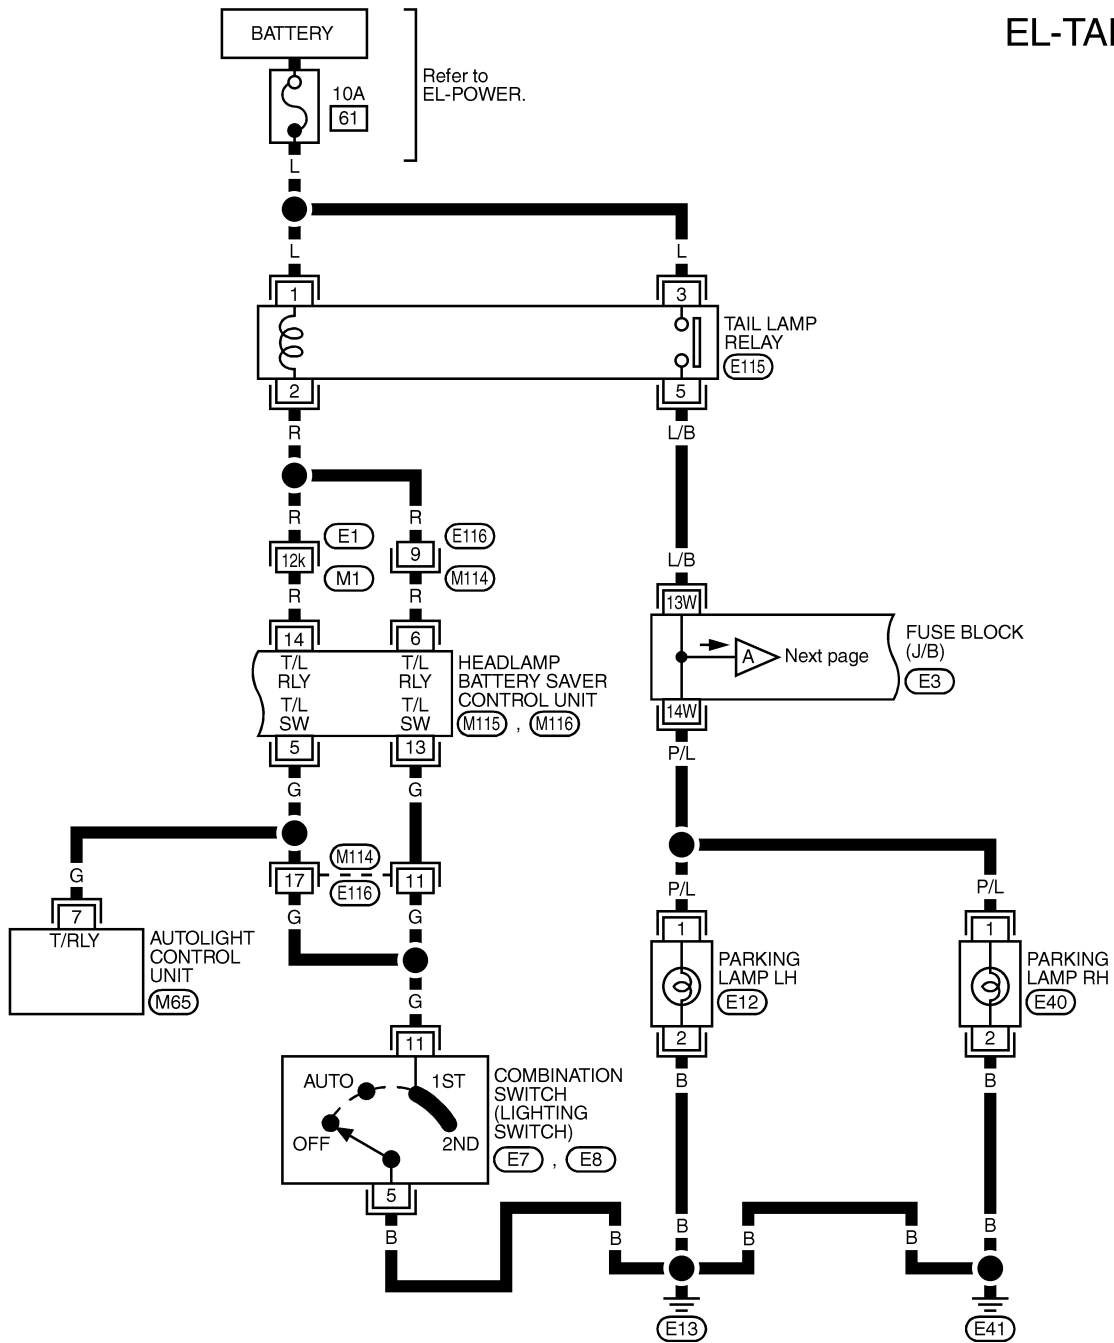 EL-TAI
BATTERY
10A
61
Refer to
EL-POWER.
L
L
L
1
3
TAIL LAMP
RELAY
E115
2
5
R
L/B
R
R
E1
E116
12k
9
M1
M114
R
R
L/B
13W
14
6
T/L
RLY
T/L
SW
T/L
RLY
T/L
SW
HEADLAMP
BATTERY SAVER
CONTROL UNIT
M115 , M116
A
Next page
FUSE BLOCK
(J/B)
E3
14W
5
13
P/L
G
G
G
M114
17
11
E116
P/L
P/L
G
G
7
T/RLY
AUTOLIGHT
CONTROL
UNIT
M65
1
1
PARKING
LAMP LH
E12
PARKING
LAMP RH
E40
G
11
2
2
AUTO
1ST
OFF
2ND
COMBINATION
SWITCH
(LIGHTING
SWITCH)
E7 , E8
B
B
5
B
B
B
B
B
B
E13
E41